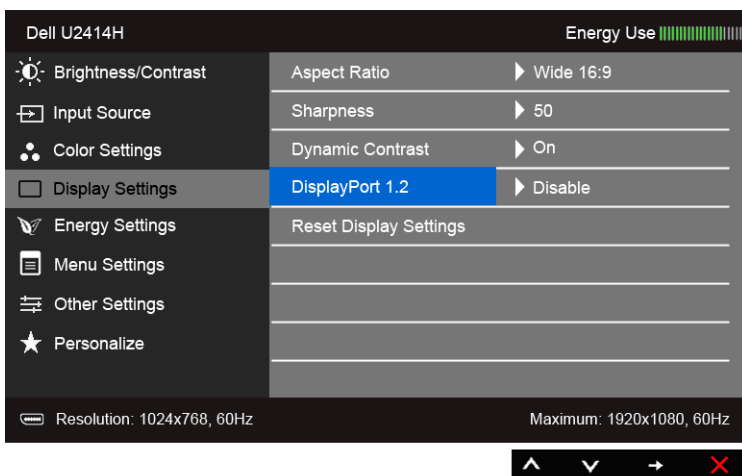 Dell U2414H Energy Use
Brightness/Contrast
Input Source
Color Settings
Display Settings
Energy Settings
Menu Settings
Other Settings
Personalize
Aspect Ratio Wide 16:9
Sharpness 50
Dynamic Contrast On
DisplayPort 1.2 Disable
Reset Display Settings
Resolution: 1024x768, 60Hz Maximum: 1920x1080, 60Hz